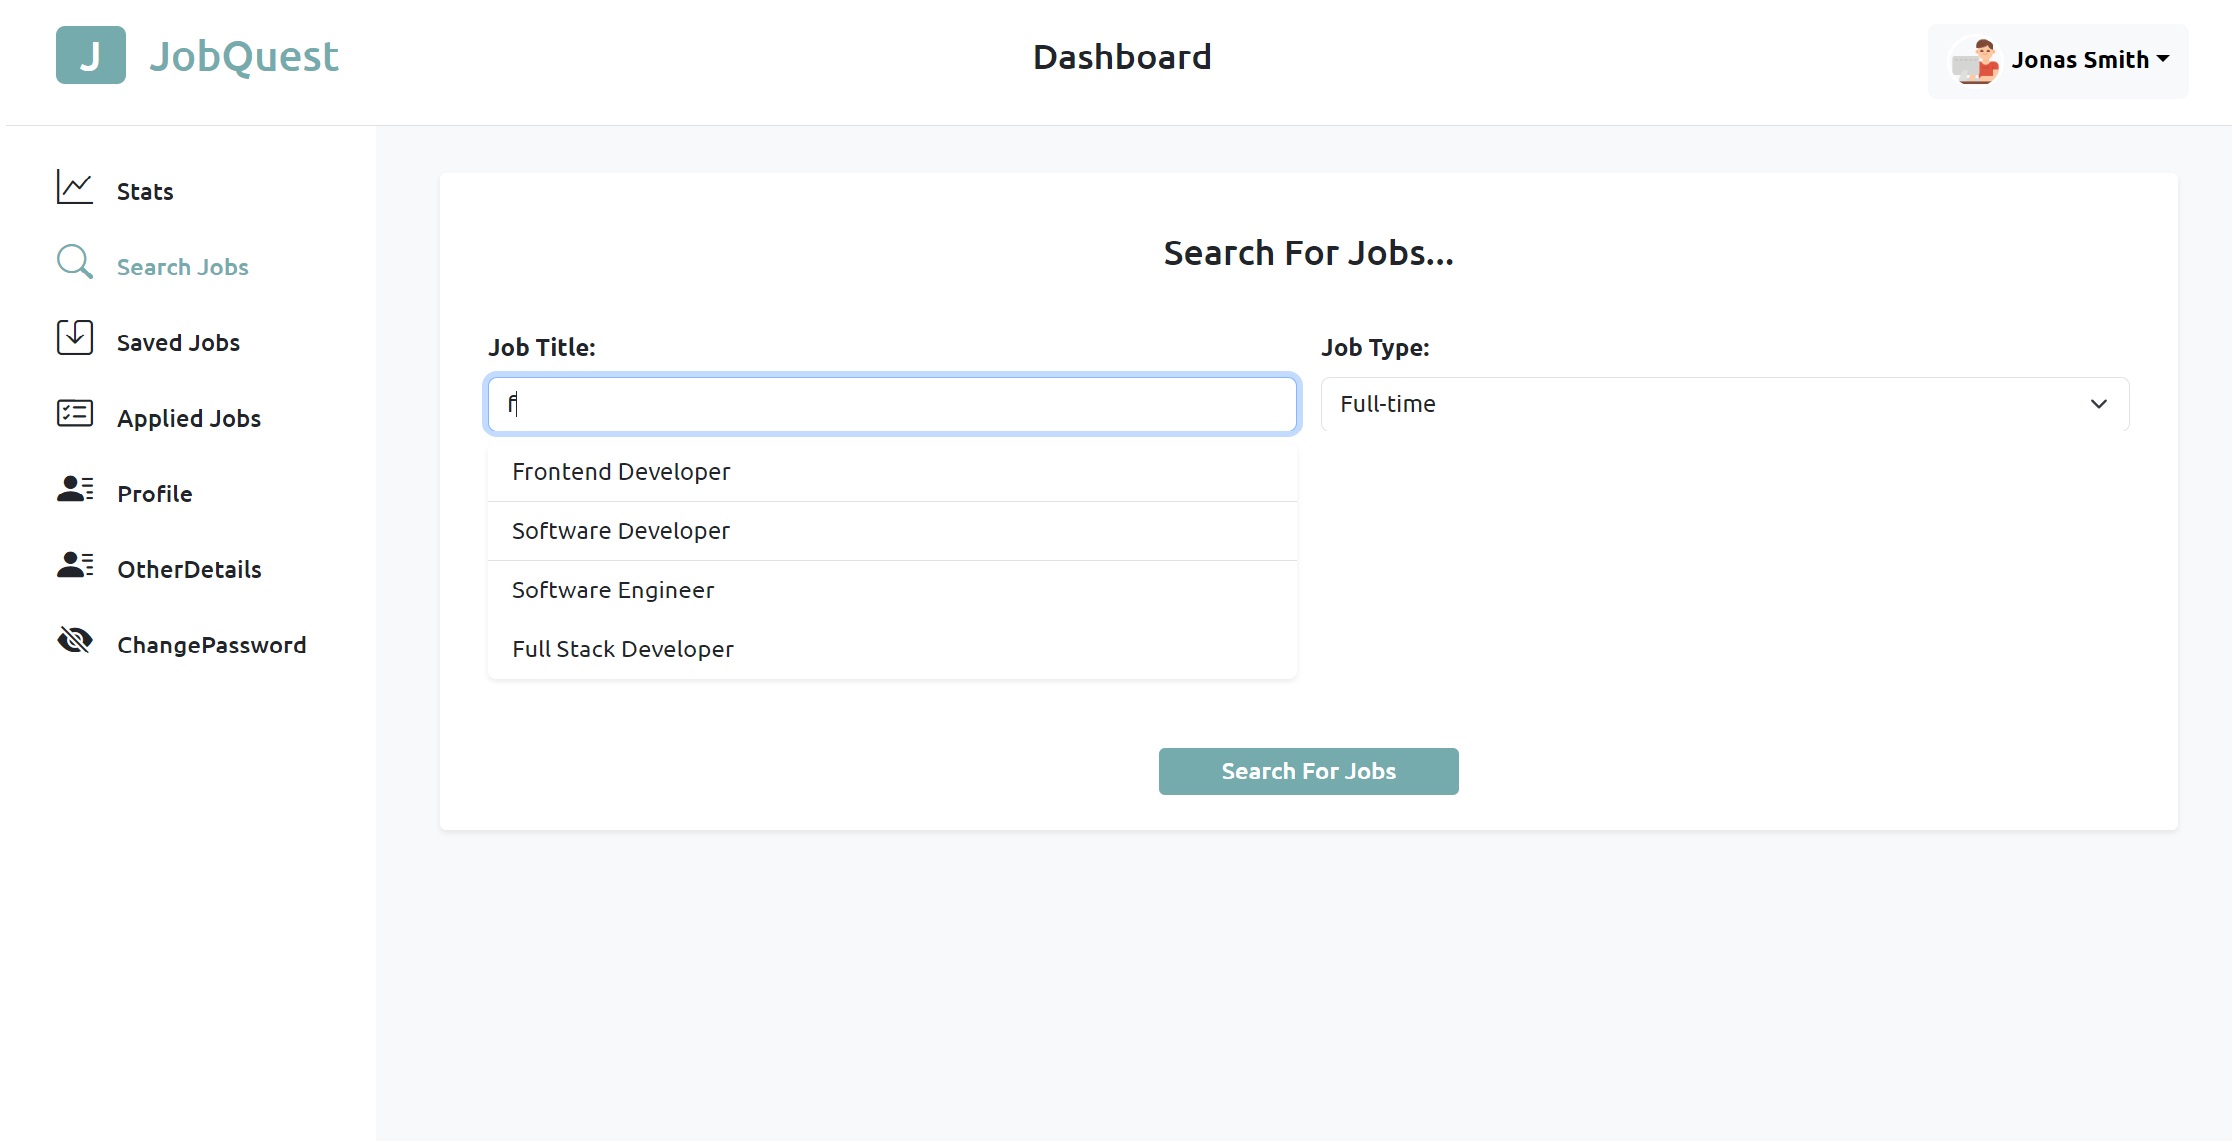 J JobQuest
Dashboard
Jonas Smith
Stats
Search Jobs
Saved Jobs
Applied Jobs
Profile
OtherDetails
ChangePassword
Search For Jobs...
Job Title:
Job Type:
f
Full-time
Frontend Developer
Software Developer
Software Engineer
Full Stack Developer
Search For Jobs